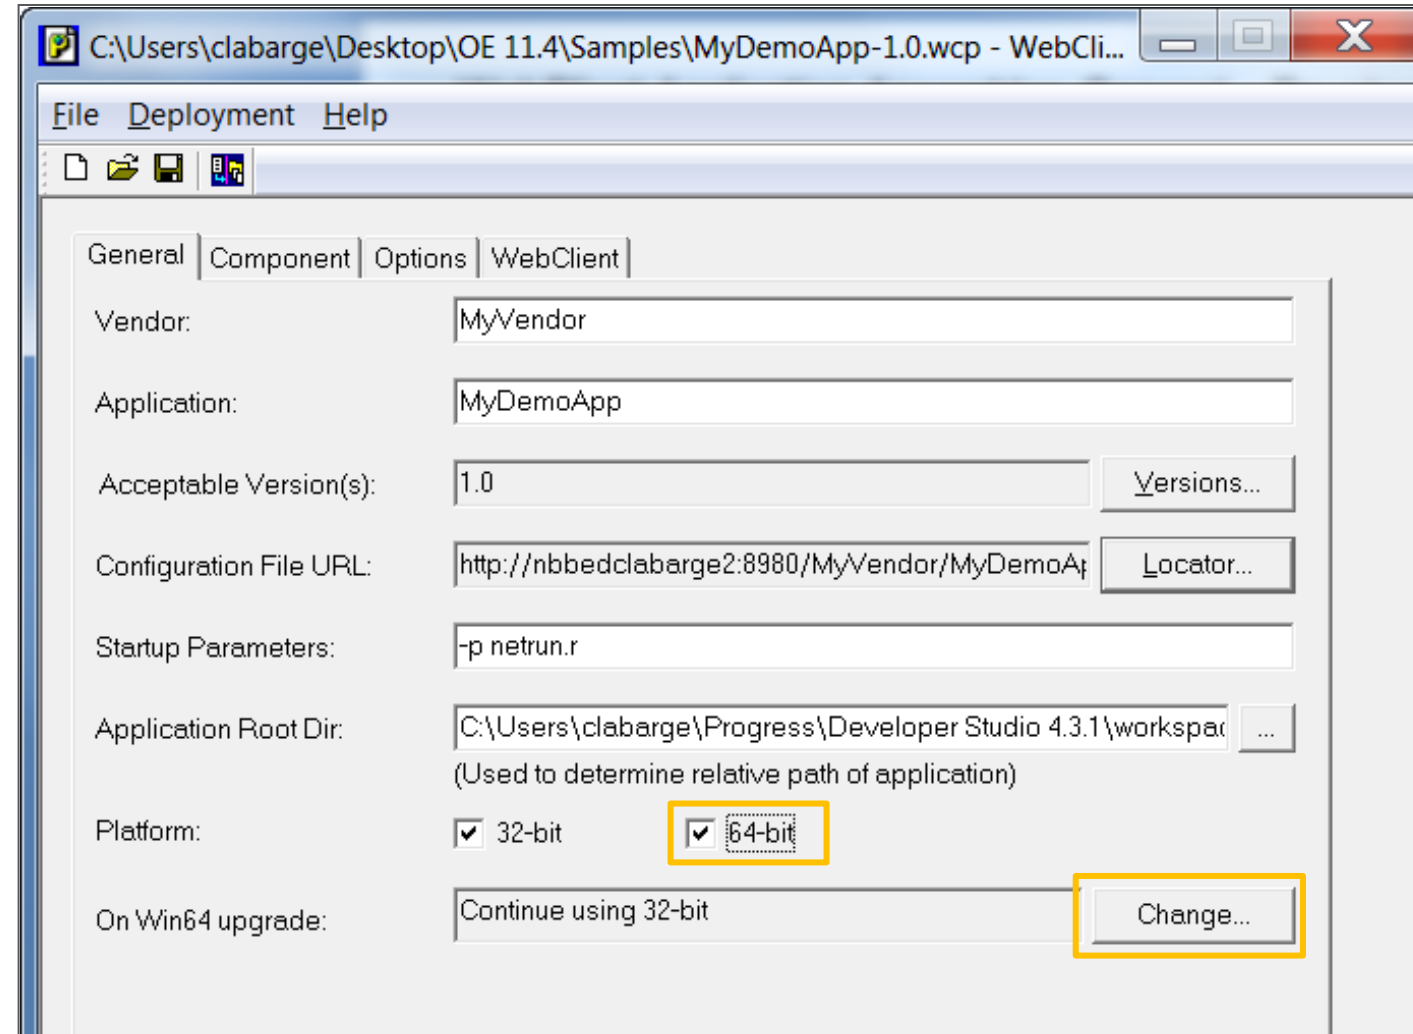 C:\Users\clabarge\Desktop\OE 11.4\Samples\MyDemoApp-1.0.wcp - WebCli...
File Deployment Help
General Component Options WebClient
Vendor: MyVendor
Application: MyDemoApp
Acceptable Version(s): 1.0 Versions...
Configuration File URL: http://nbbedclabarge2:8980/MyVendor/MyDemoAp Locator...
Startup Parameters: -p netrun.r
Application Root Dir: C:\Users\clabarge\Progress\Developer Studio 4.3.1\workspac ...
(Used to determine relative path of application)
Platform: 32-bit 64-bit
On Win64 upgrade: Continue using 32-bit Change...